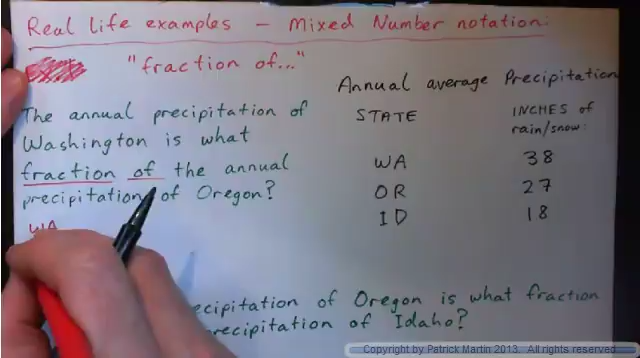 Real life examples - Mixed Number notation:
"fraction of..."
Annual average Precipitation
STATE
INCHES of
rain/snow:
WA 38
OR 27
ID 18
The annual precipitation of
Washington is what
fraction of the annual
precipitation of Oregon?
WA
ecipitation of Oregon is what fraction
recipitation of Idaho?
Copyright by Patrick Martin 2013. All rights reserved